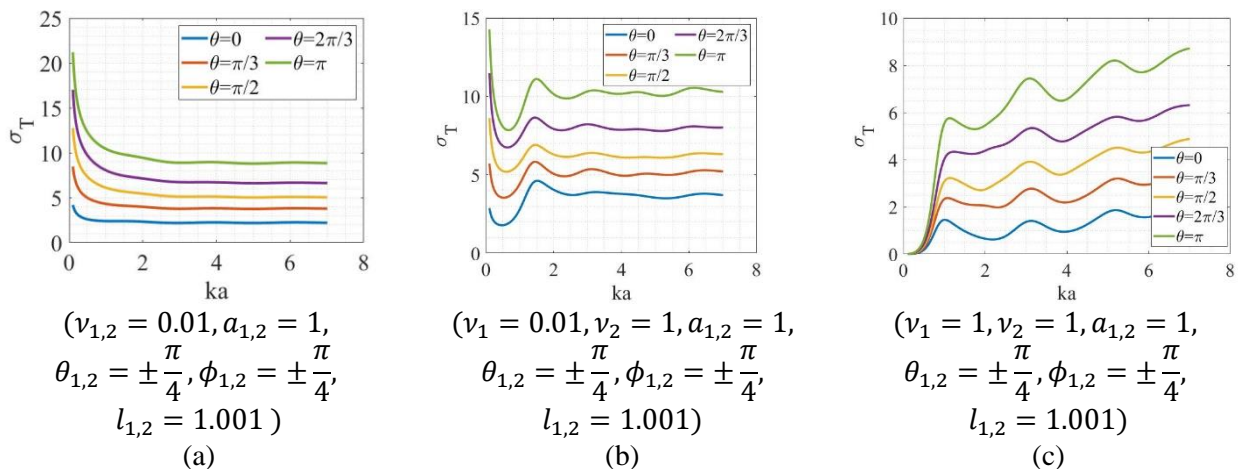 25
20
15
10
5
0
σ_T
θ=0
θ=2π/3
θ=π/3
θ=π
θ=π/2
0 2 4 6 8
ka
(ν₁,₂ = 0.01, a₁,₂ = 1,
θ₁,₂ = ± π/4, ϕ₁,₂ = ± π/4,
l₁,₂ = 1.001 )
(a)
15
10
5
0
σ_T
θ=0
θ=2π/3
θ=π/3
θ=π
θ=π/2
0 2 4 6 8
ka
(ν₁ = 0.01, ν₂ = 1, a₁,₂ = 1,
θ₁,₂ = ± π/4, ϕ₁,₂ = ± π/4,
l₁,₂ = 1.001)
(b)
10
8
6
4
2
0
σ_T
θ=0
θ=π/3
θ=π/2
θ=2π/3
θ=π
0 2 4 6 8
ka
(ν₁ = 1, ν₂ = 1, a₁,₂ = 1,
θ₁,₂ = ± π/4, ϕ₁,₂ = ± π/4,
l₁,₂ = 1.001)
(c)